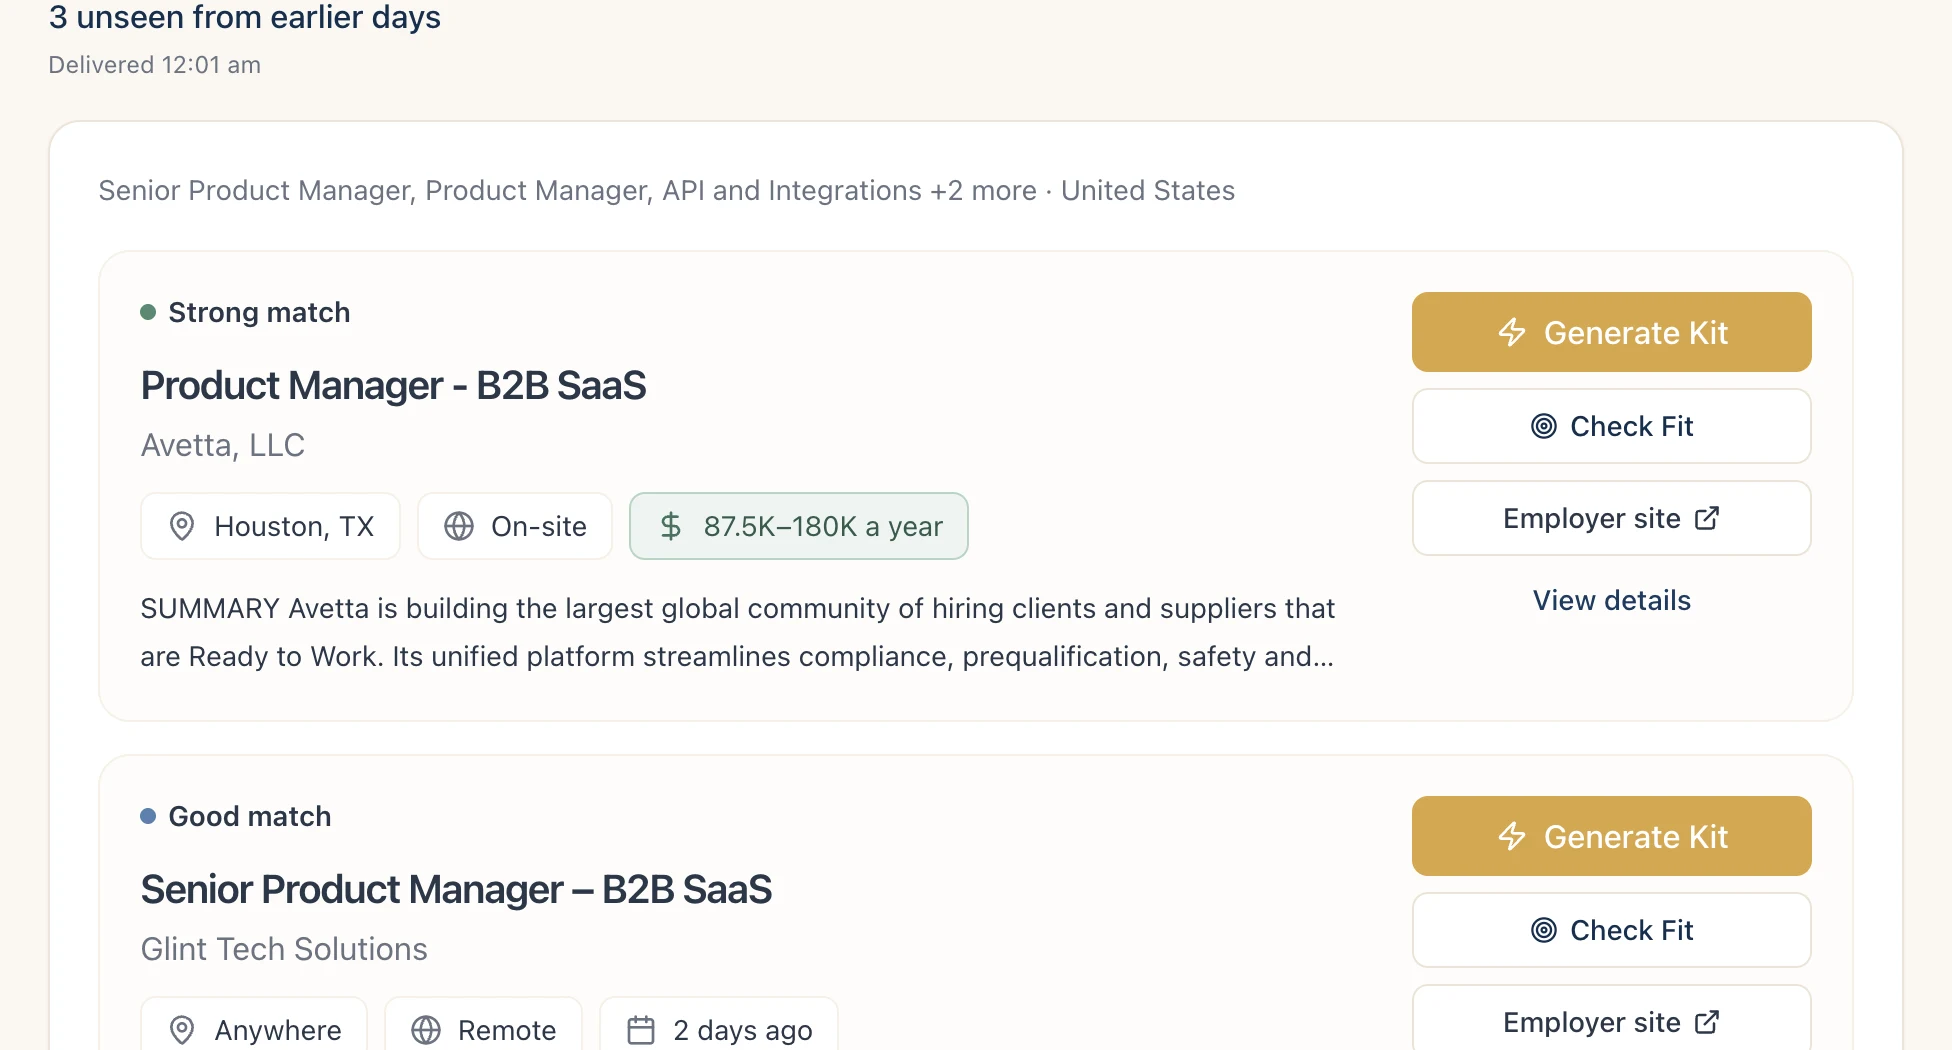 3 unseen from earlier days
Delivered 12:01 am
Senior Product Manager, Product Manager, API and Integrations +2 more · United States
Strong match
Product Manager - B2B SaaS
Avetta, LLC
Houston, TX
On-site
$ 87.5K–180K a year
SUMMARY Avetta is building the largest global community of hiring clients and suppliers that
are Ready to Work. Its unified platform streamlines compliance, prequalification, safety and...
Generate Kit
Check Fit
Employer site
View details
Good match
Senior Product Manager – B2B SaaS
Glint Tech Solutions
Anywhere
Remote
2 days ago
Generate Kit
Check Fit
Employer site